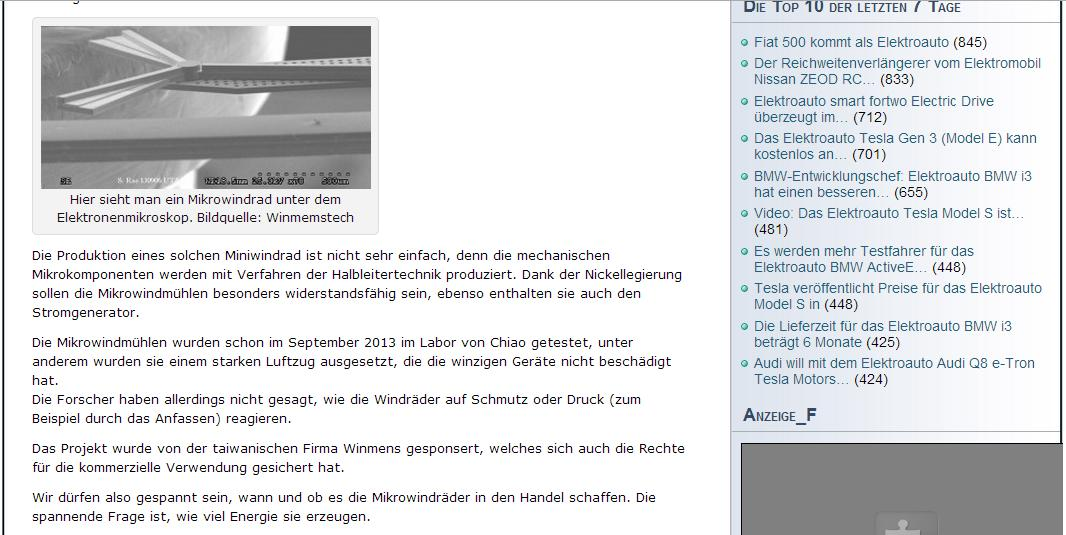 SE
500um
Hier sieht man ein Mikrowindrad unter dem
Elektronenmikroskop. Bildquelle: Winmemstech
Die Produktion eines solchen Miniwindrad ist nicht sehr einfach, denn die mechanischen
Mikrokomponenten werden mit Verfahren der Halbleitertechnik produziert. Dank der Nickellegierung
sollen die Mikrowindmühlen besonders widerstandsfähig sein, ebenso enthalten sie auch den
Stromgenerator.
Die Mikrowindmühlen wurden schon im September 2013 im Labor von Chiao getestet, unter
anderem wurden sie einem starken Luftzug ausgesetzt, die die winzigen Geräte nicht beschädigt
hat.
Die Forscher haben allerdings nicht gesagt, wie die Windräder auf Schmutz oder Druck (zum
Beispiel durch das Anfassen) reagieren.
Das Projekt wurde von der taiwanischen Firma Winmens gesponsert, welches sich auch die Rechte
für die kommerzielle Verwendung gesichert hat.
Wir dürfen also gespannt sein, wann und ob es die Mikrowindräder in den Handel schaffen. Die
spannende Frage ist, wie viel Energie sie erzeugen.
Die Top 10 der letzten 7 Tage
Fiat 500 kommt als Elektroauto (845)
Der Reichweitenverlängerer vom Elektromobil
Nissan ZEOD RC... (833)
Elektroauto smart fortwo Electric Drive
überzeugt im... (712)
Das Elektroauto Tesla Gen 3 (Model E) kann
kostenlos an... (701)
BMW-Entwicklungschef: Elektroauto BMW i3
hat einen besseren... (655)
Video: Das Elektroauto Tesla Model S ist...
(481)
Es werden mehr Testfahrer für das
Elektroauto BMW ActiveE... (448)
Tesla veröffentlicht Preise für das Elektroauto
Model S in (448)
Die Lieferzeit für das Elektroauto BMW i3
beträgt 6 Monate (425)
Audi will mit dem Elektroauto Audi Q8 e-Tron
Tesla Motors... (424)
Anzeige_F